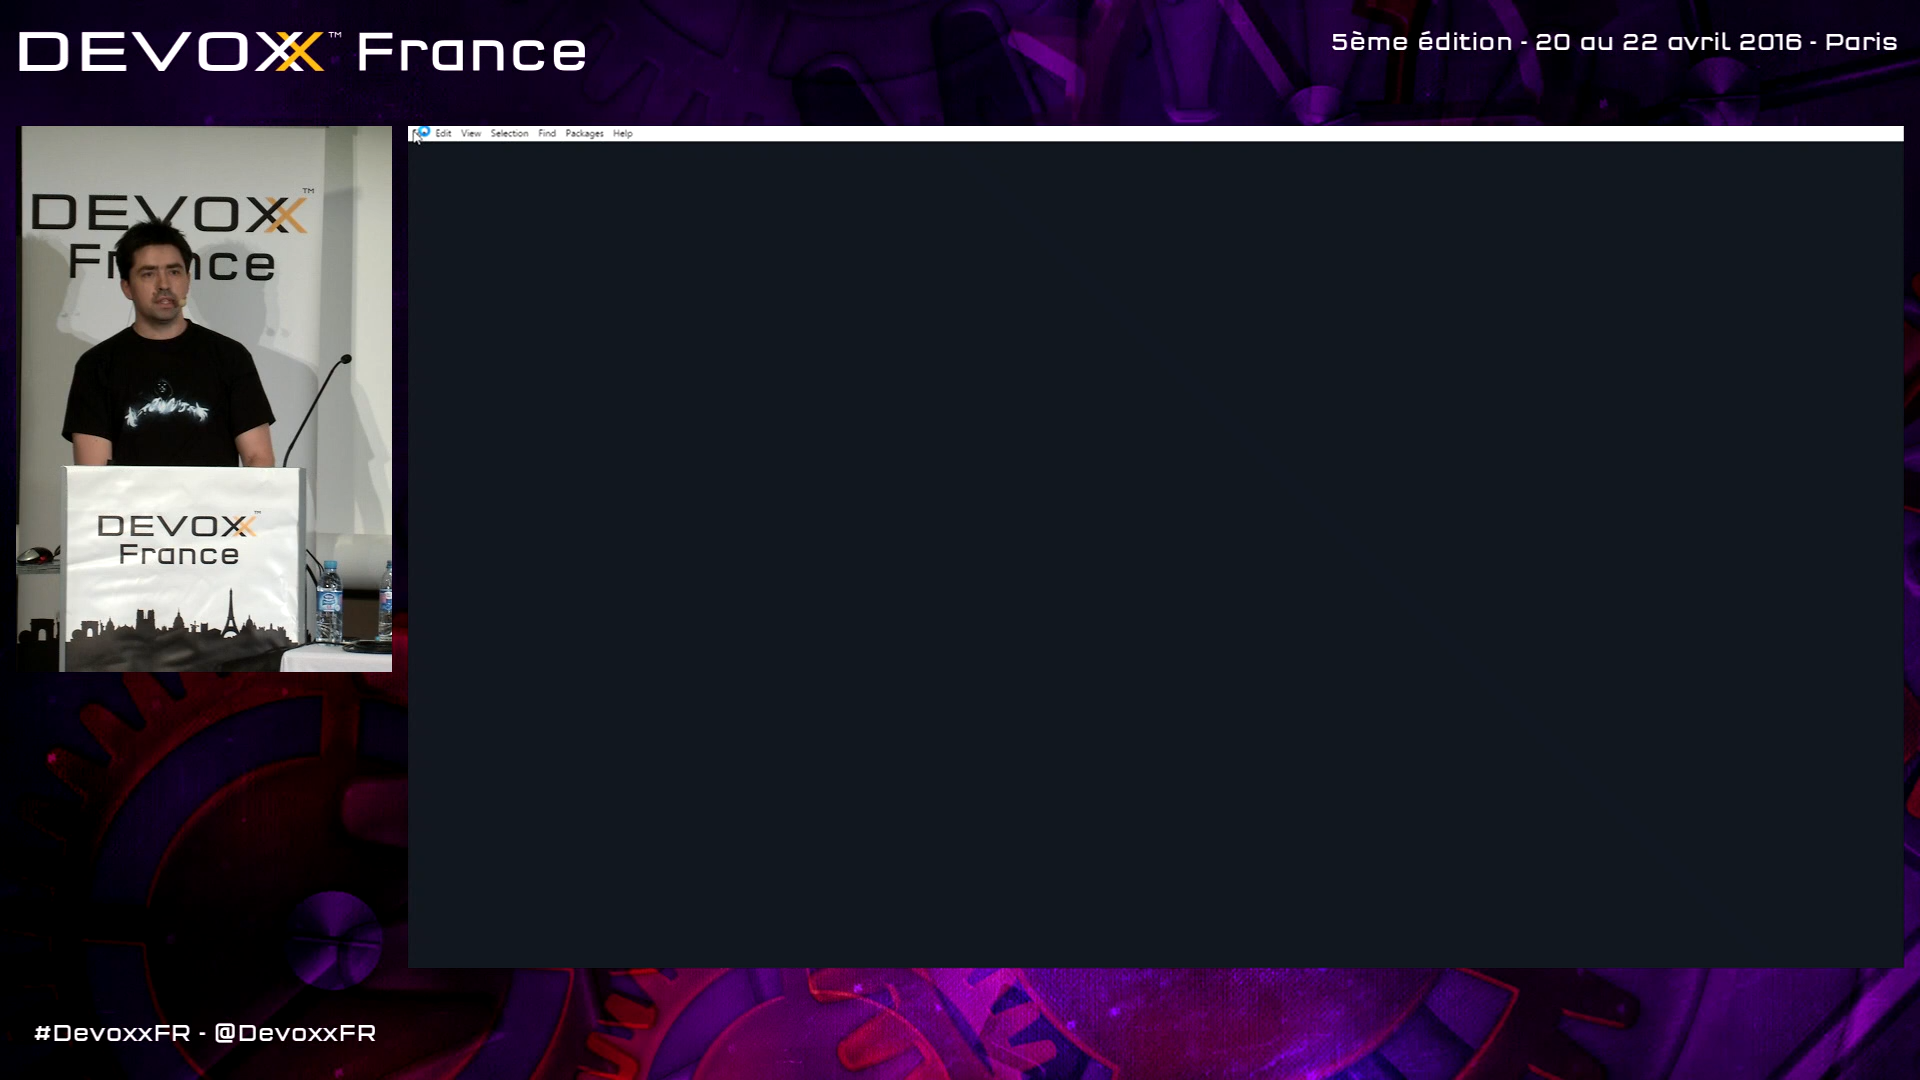 DEVOXX™ France
5ème édition - 20 au 22 avril 2016 - Paris
Edit View Selection Find Packages Help
DEVOXX™
France
DEVOXX™
France
#DevoxxFR - @DevoxxFR